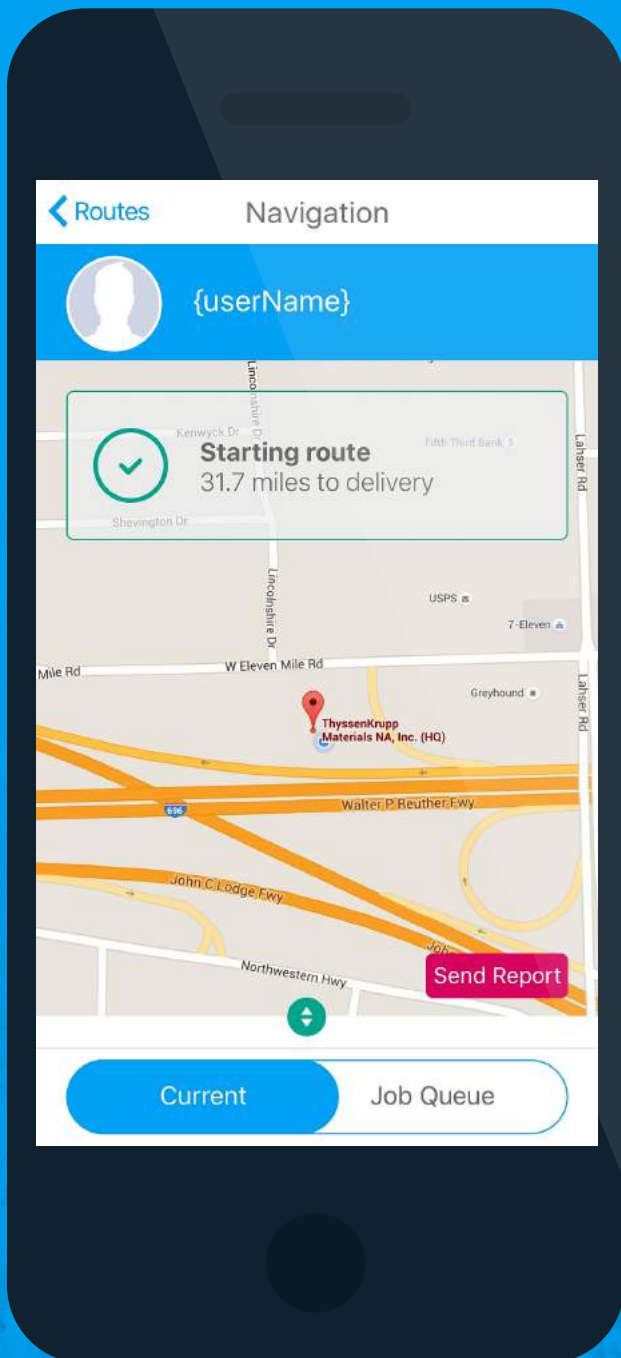 Routes
Navigation
{userName}
Lincolnshire Dr
Kenwyck Dr
Starting route
31.7 miles to delivery
Fifth Third Bank $
Lahser Rd
Shevington Dr
Lincolnshire Dr
USPS
7-Eleven
Mile Rd
W Eleven Mile Rd
Greyhound
Lahser Rd
ThyssenKrupp
Materials NA, Inc. (HQ)
696
Walter P Reuther Fwy
John C Lodge Fwy
Northwestern Hwy
Send Report
Current
Job Queue